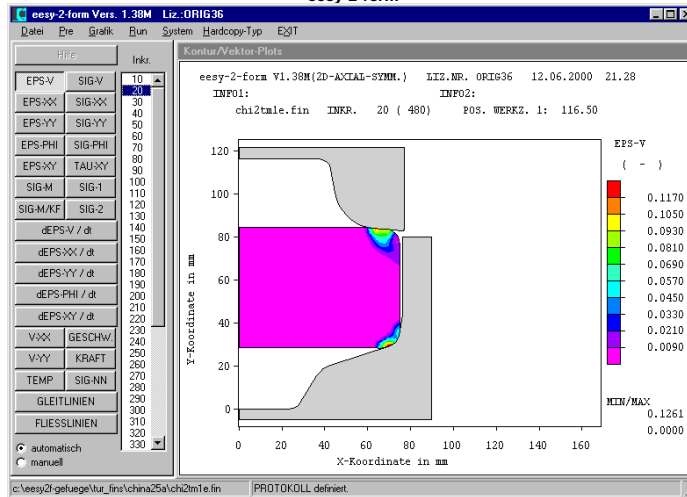 eesy-2-form
eesy-2-form Vers. 1.38M Liz.:ORIG36
Datei Pre Grafik Run System Hardcopy-Typ EXIT
Hilfe
Inkr.
EPS-V SIG-V
EPS-XX SIG-XX
EPS-YY SIG-YY
EPS-PHI SIG-PHI
EPS-XY TAU-XY
SIG-M SIG-1
SIG-M/KF SIG-2
dEPS-V / dt
dEPS-XX / dt
dEPS-YY / dt
dEPS-PHI / dt
dEPS-XY / dt
V-XX GESCHW.
V-YY KRAFT
TEMP SIG-NN
GLEITLINIEN
FLIESSLINIEN
automatisch
manuell
10
20
30
40
50
60
70
80
90
100
110
120
130
140
150
160
170
180
190
200
210
220
230
240
250
260
270
280
290
300
310
320
330
Kontur/Vektor-Plots
eesy-2-form V1.38M(2D-AXIAL-SYMM.) LIZ.NR. ORIG36 12.06.2000 21.28
INFO1: INFO2:
chi2tm1e.fin INKR. 20 ( 480) POS. WERKZ. 1: 116.50
Y-Koordinate in mm
120
100
80
60
40
20
0
0 20 40 60 80 100 120 140 160
X-Koordinate in mm
EPS-V
( - )
0.1170
0.1050
0.0930
0.0810
0.0690
0.0570
0.0450
0.0330
0.0210
0.0090
MIN/MAX
0.1261
0.0000
c:\eesy2f-gefuege\tur_fins\china25a\chi2tm1e.fin PROTOKOLL definiert.